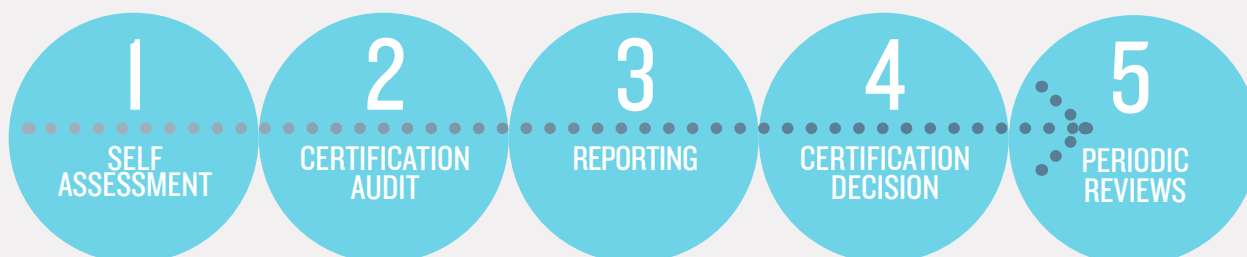 1
SELF
ASSESSMENT
2
CERTIFICATION
AUDIT
3
REPORTING
4
CERTIFICATION
DECISION
5
PERIODIC
REVIEWS